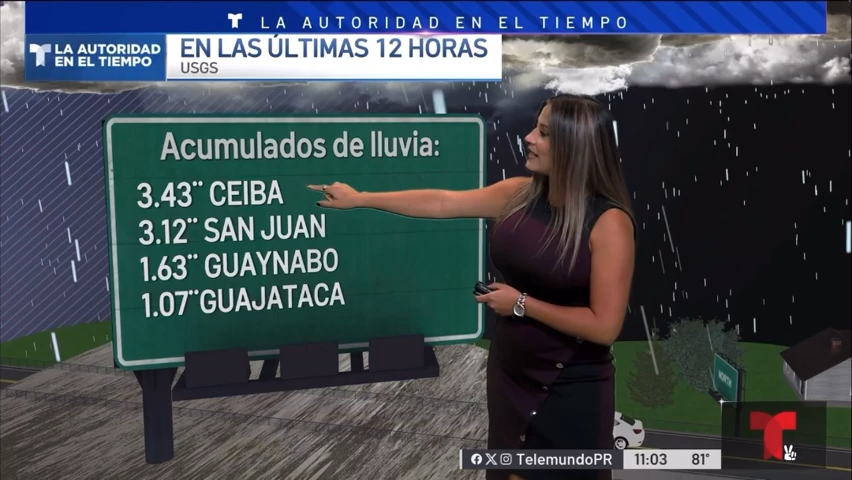 LA AUTORIDAD EN EL TIEMPO
LA AUTORIDAD
EN EL TIEMPO
EN LAS ÚLTIMAS 12 HORAS
USGS
Acumulados de lluvia:
3.43¨ CEIBA
3.12¨ SAN JUAN
1.63¨ GUAYNABO
1.07¨GUAJATACA
NORTH
TelemundoPR
11:03
81°